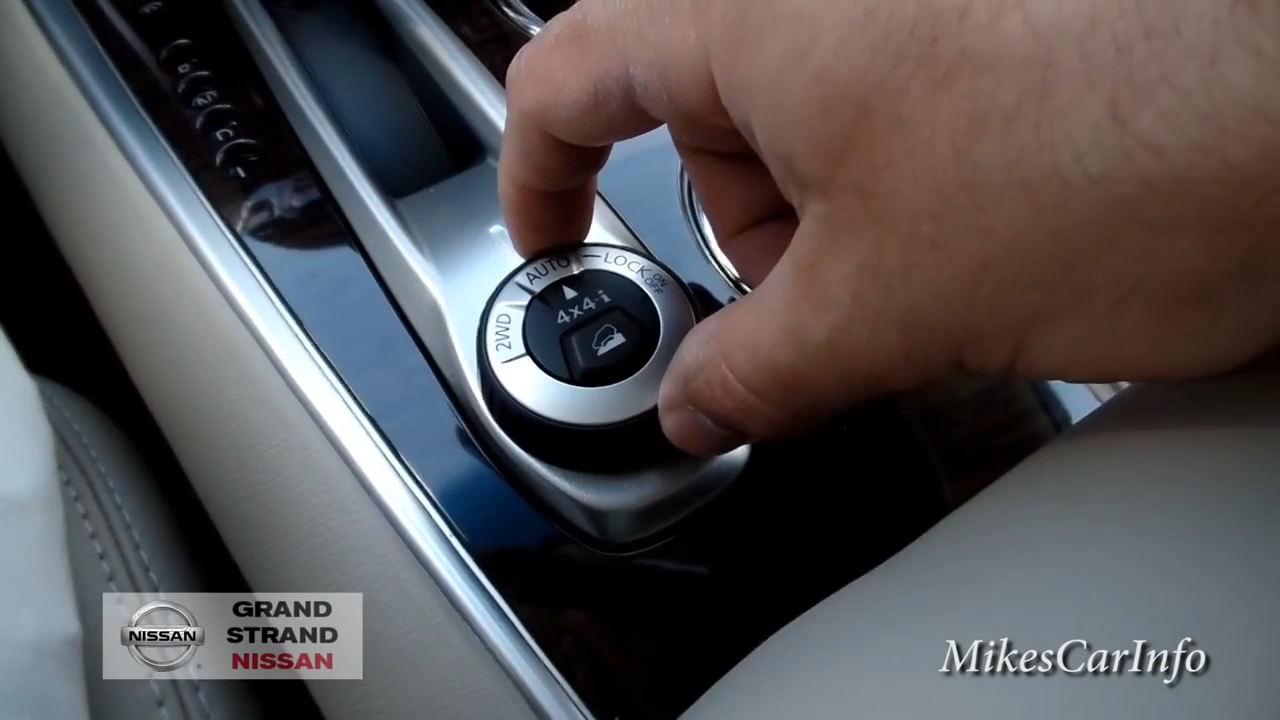 AUTO
LOCK ON
OFF
2WD
4x4-i
NISSAN
GRAND
STRAND
NISSAN
MikesCarInfo